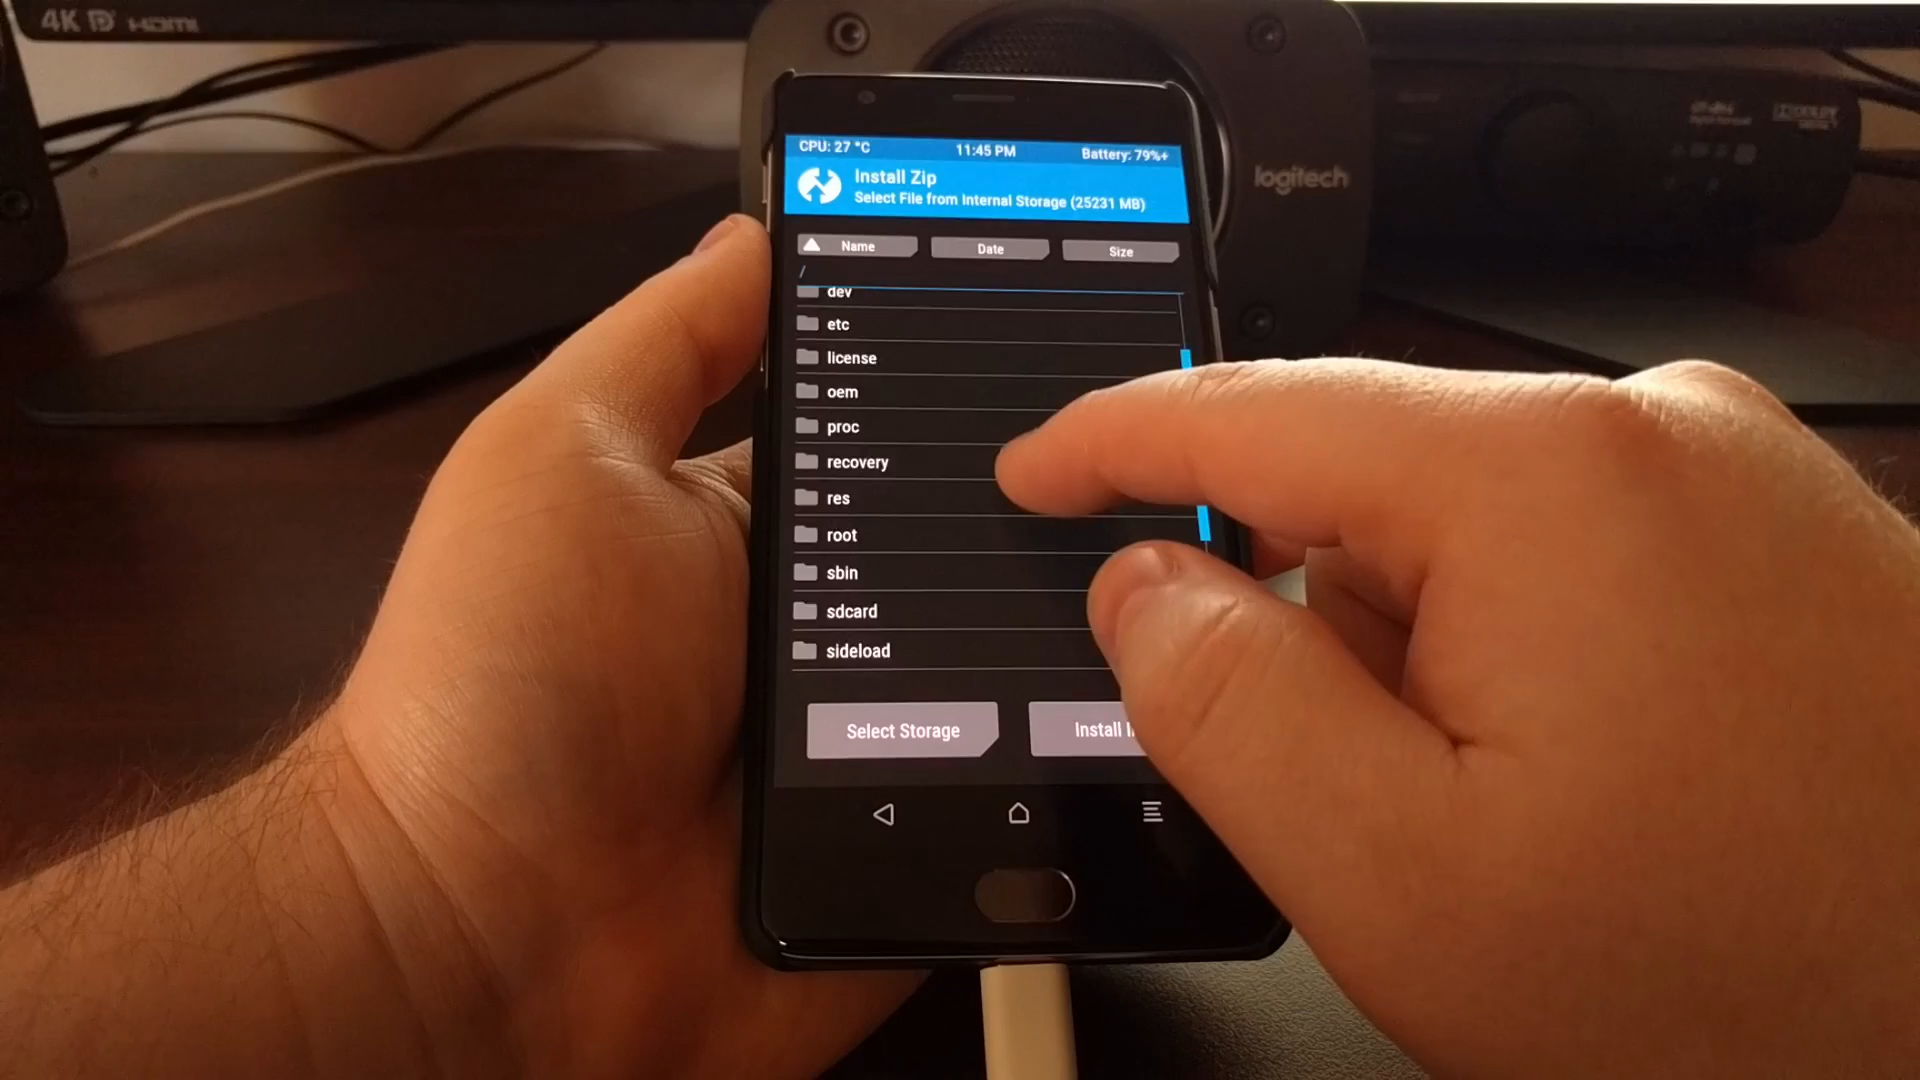 4K HDMI
logitech
CPU: 27 °C 11:45 PM Battery: 79%+
Install Zip
Select File from Internal Storage (25231 MB)
Name Date Size
/
dev
etc
license
oem
proc
recovery
res
root
sbin
sdcard
sideload
Select Storage Install